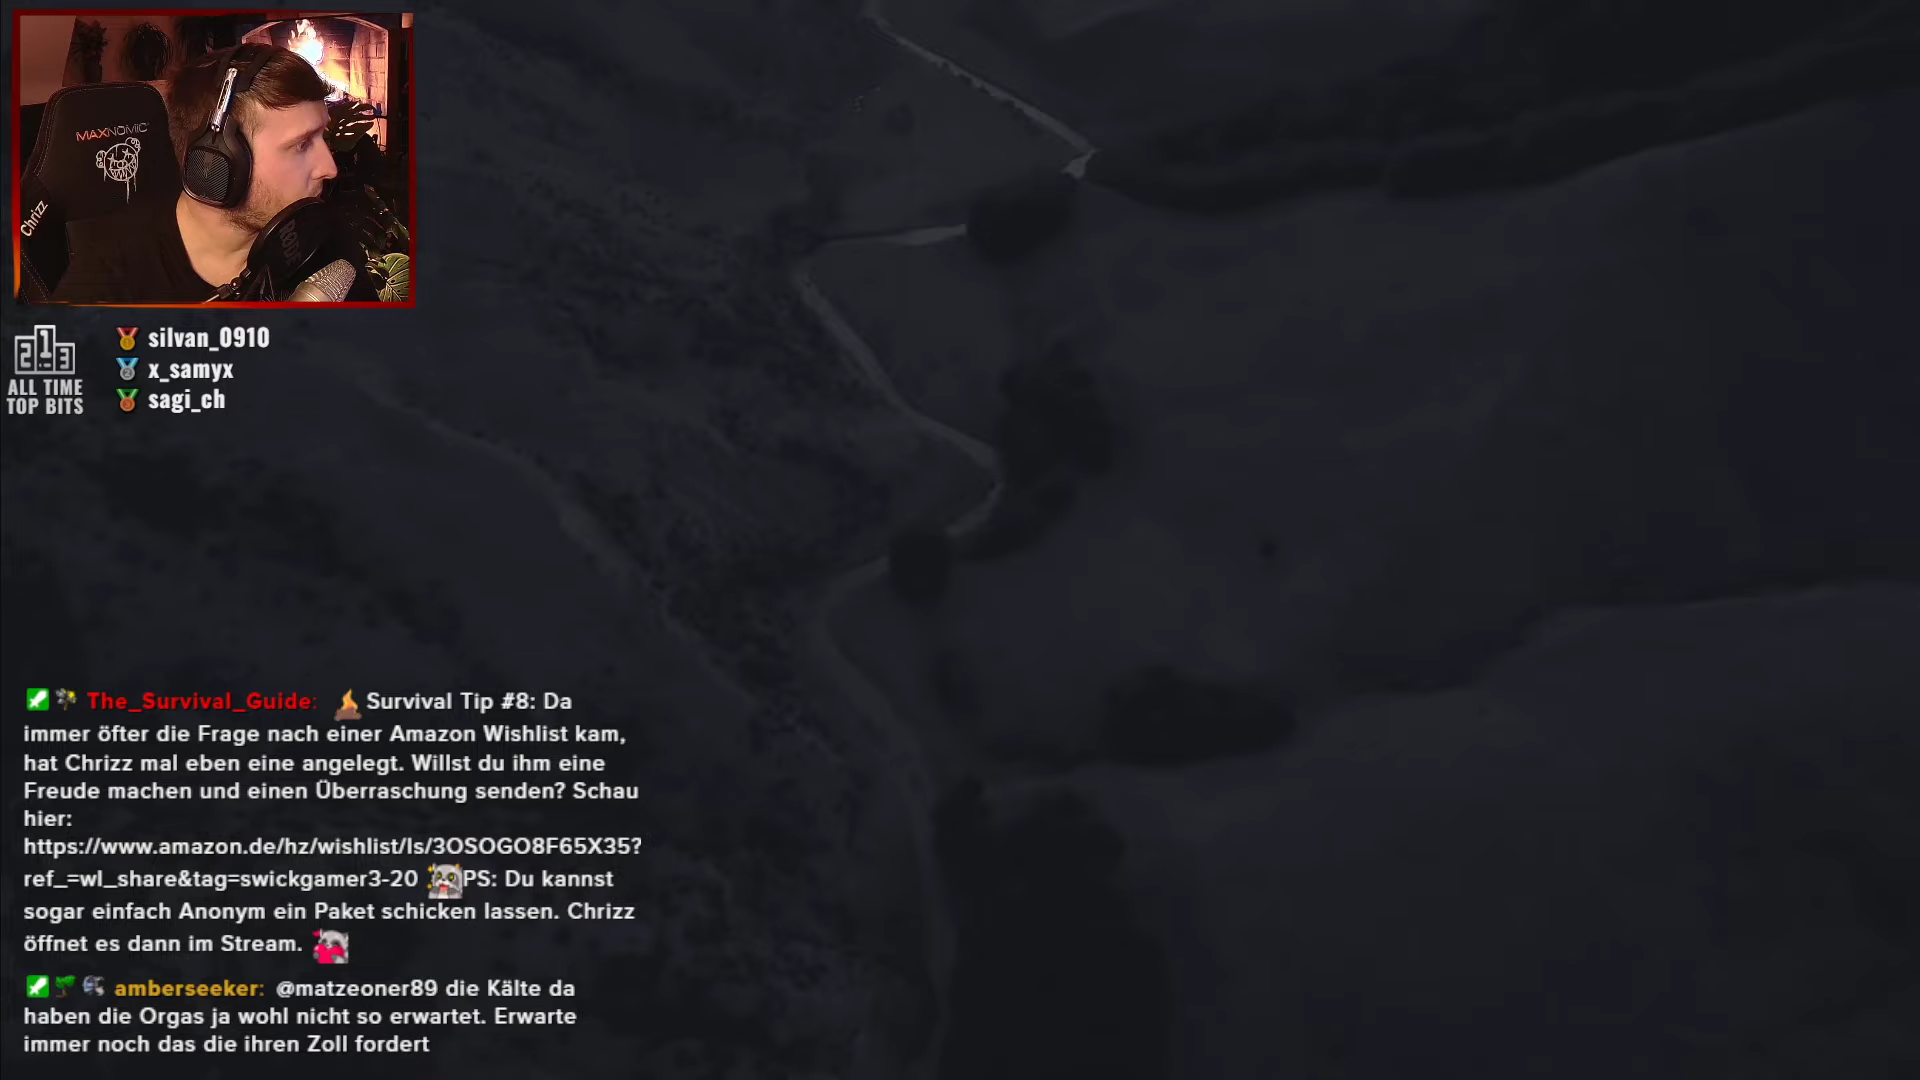 MAXNOMIC
Chrizz
RØDE
silvan_0910
x_samyx
sagi_ch
ALL TIME
TOP BITS
The_Survival_Guide: Survival Tip #8: Da
immer öfter die Frage nach einer Amazon Wishlist kam,
hat Chrizz mal eben eine angelegt. Willst du ihm eine
Freude machen und einen Überraschung senden? Schau
hier:
https://www.amazon.de/hz/wishlist/ls/3OSOGO8F65X35?
ref_=wl_share&tag=swickgamer3-20 PS: Du kannst
sogar einfach Anonym ein Paket schicken lassen. Chrizz
öffnet es dann im Stream.
amberseeker: @matzeoner89 die Kälte da
haben die Orgas ja wohl nicht so erwartet. Erwarte
immer noch das die ihren Zoll fordert